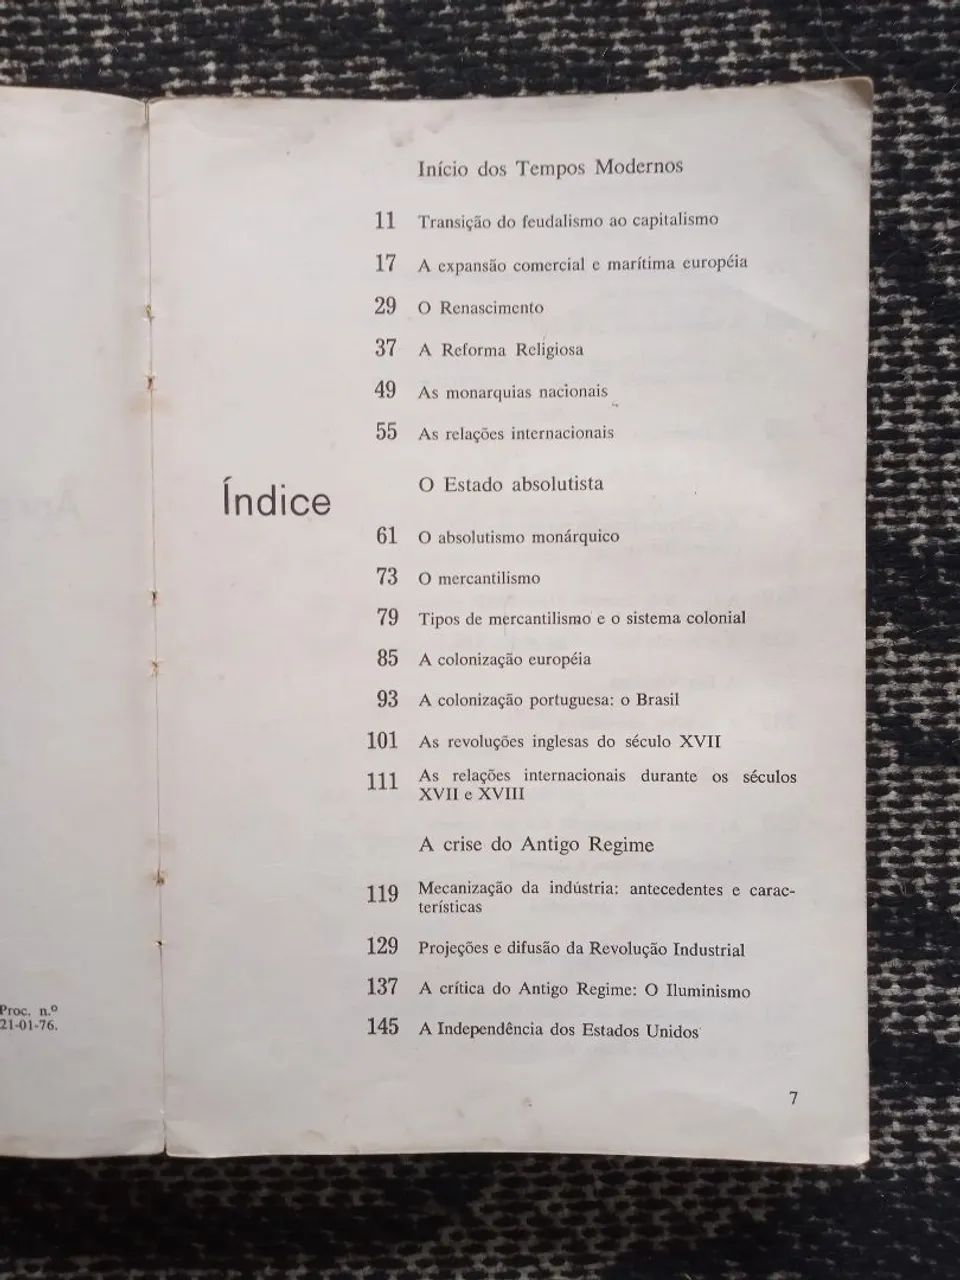 Início dos Tempos Modernos
11 Transição do feudalismo ao capitalismo
17 A expansão comercial e marítima européia
29 O Renascimento
37 A Reforma Religiosa
49 As monarquias nacionais
55 As relações internacionais
Índice
O Estado absolutista
61 O absolutismo monárquico
73 O mercantilismo
79 Tipos de mercantilismo e o sistema colonial
85 A colonização européia
93 A colonização portuguesa: o Brasil
101 As revoluções inglesas do século XVII
111 As relações internacionais durante os séculos
XVII e XVIII
A crise do Antigo Regime
119 Mecanização da indústria: antecedentes e carac-
terísticas
129 Projeções e difusão da Revolução Industrial
137 A crítica do Antigo Regime: O Iluminismo
145 A Independência dos Estados Unidos
7
Proc. n.º
21-01-76.